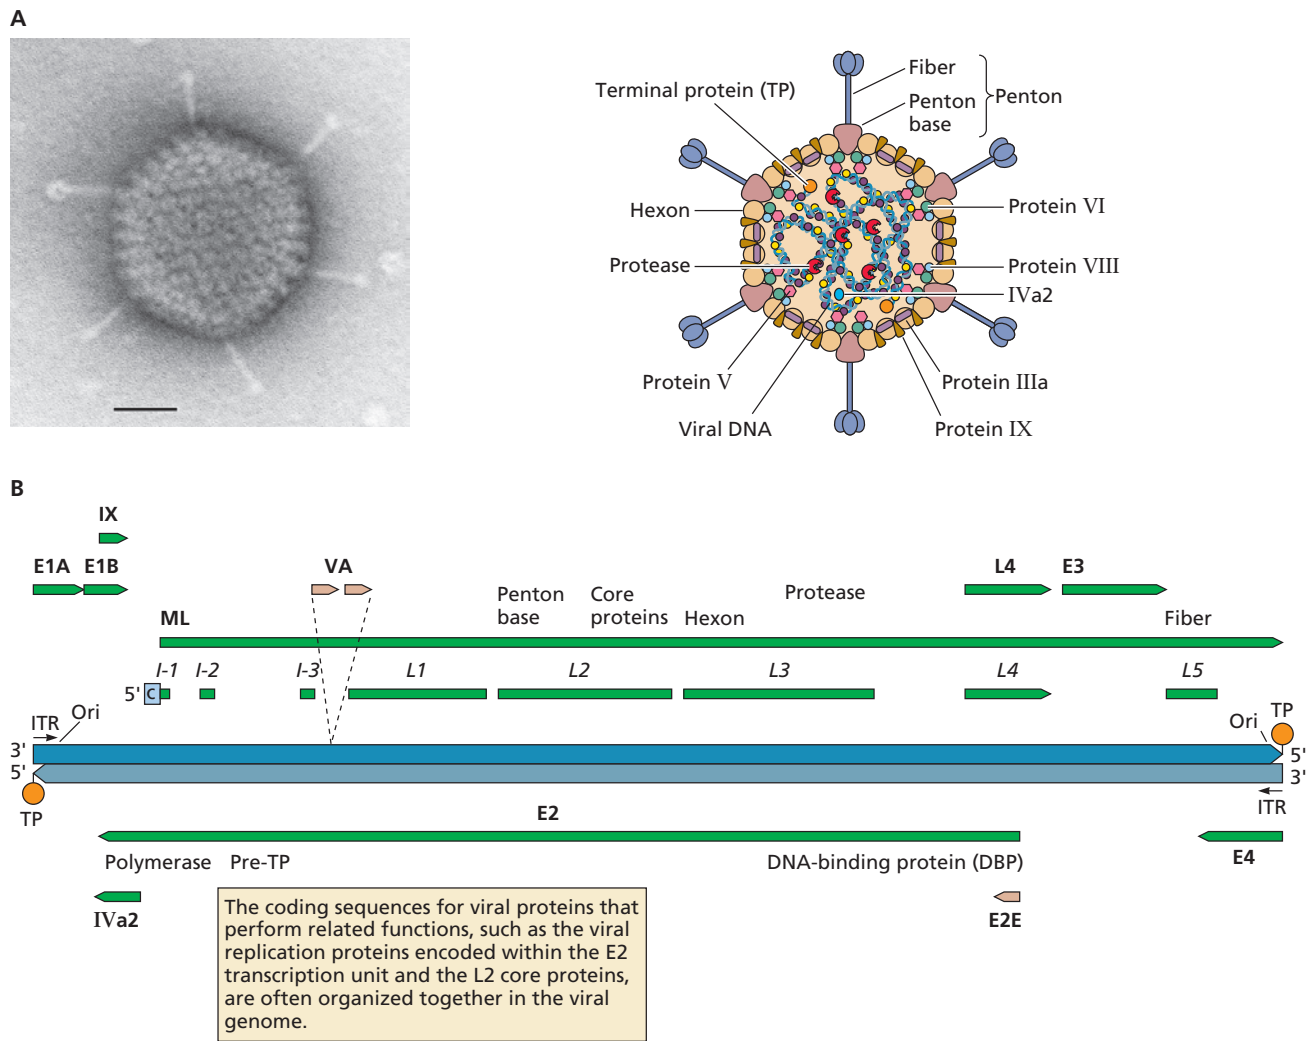 A
Terminal protein (TP)
Fiber
Penton
base
Penton
Hexon
Protein VI
Protease
Protein VIII
IVa2
Protein V
Protein IIIa
Viral DNA
Protein IX
B
IX
E1A E1B VA L4 E3
Penton
base
Core
proteins
Hexon
Protease
ML
Fiber
l-1 l-2 l-3 L1 L2 L3 L4 L5
5' C
ITR Ori Ori TP
3' 5'
5' 3'
TP ITR
E2
Polymerase Pre-TP DNA-binding protein (DBP) E4
IVa2 E2E
The coding sequences for viral proteins that
perform related functions, such as the viral
replication proteins encoded within the E2
transcription unit and the L2 core proteins,
are often organized together in the viral
genome.